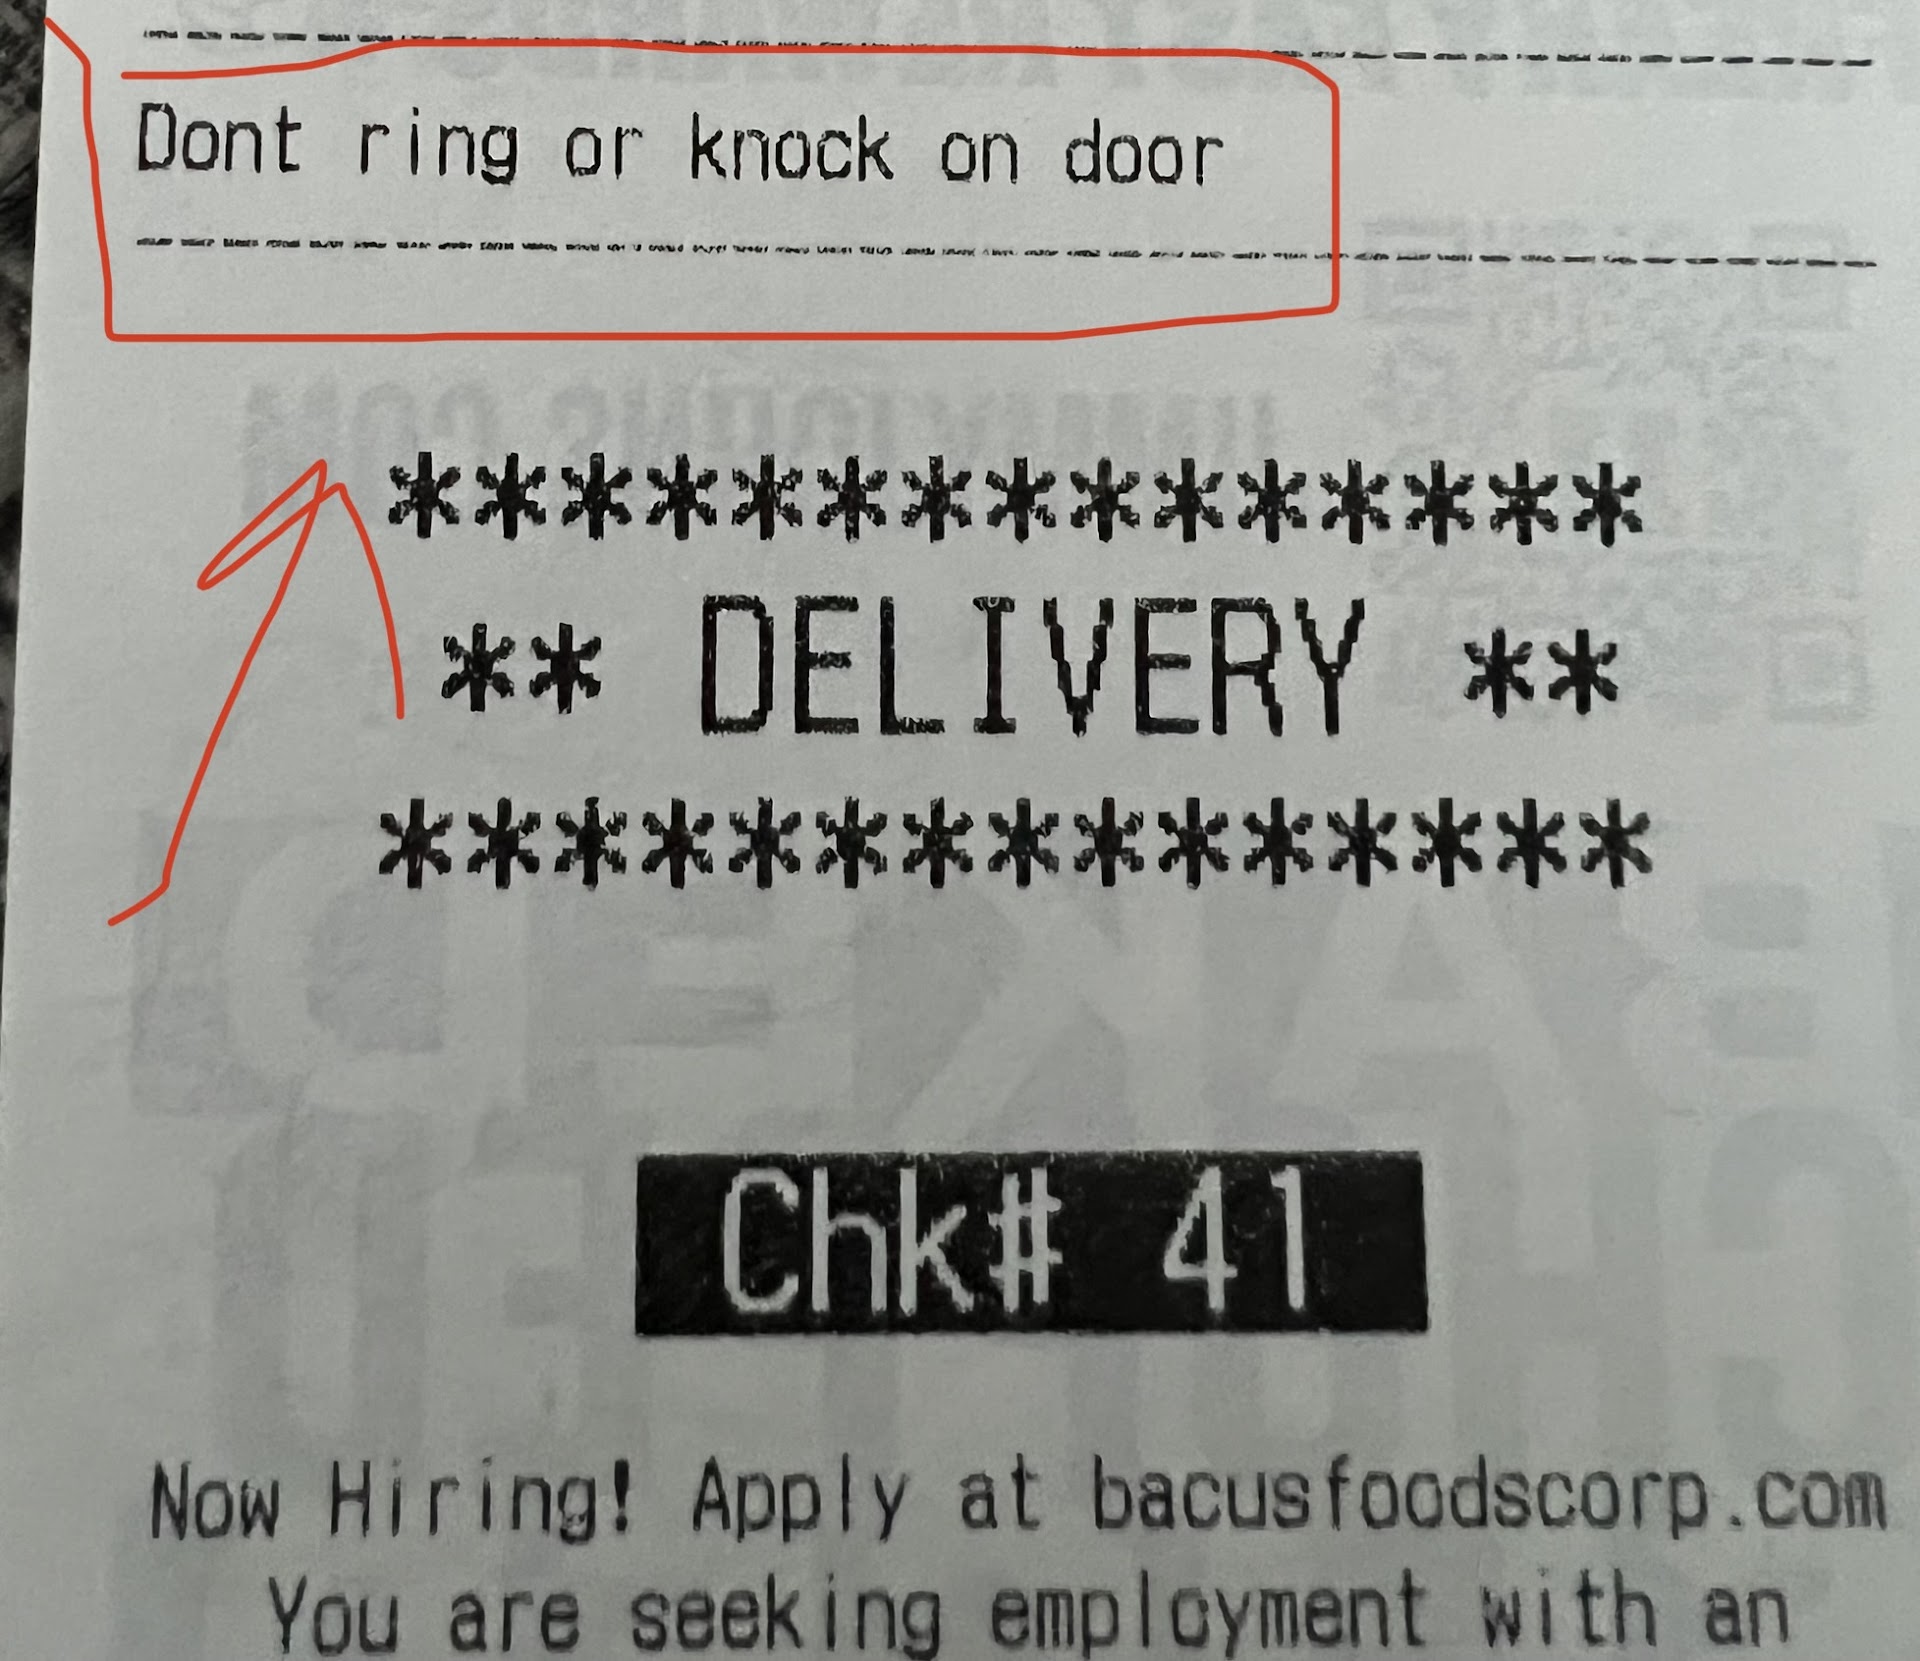 Dont ring or knock on door
***************
** DELIVERY **
***************
Chk# 41
Now Hiring! Apply at bacusfoodscorp.com
You are seeking employment with an